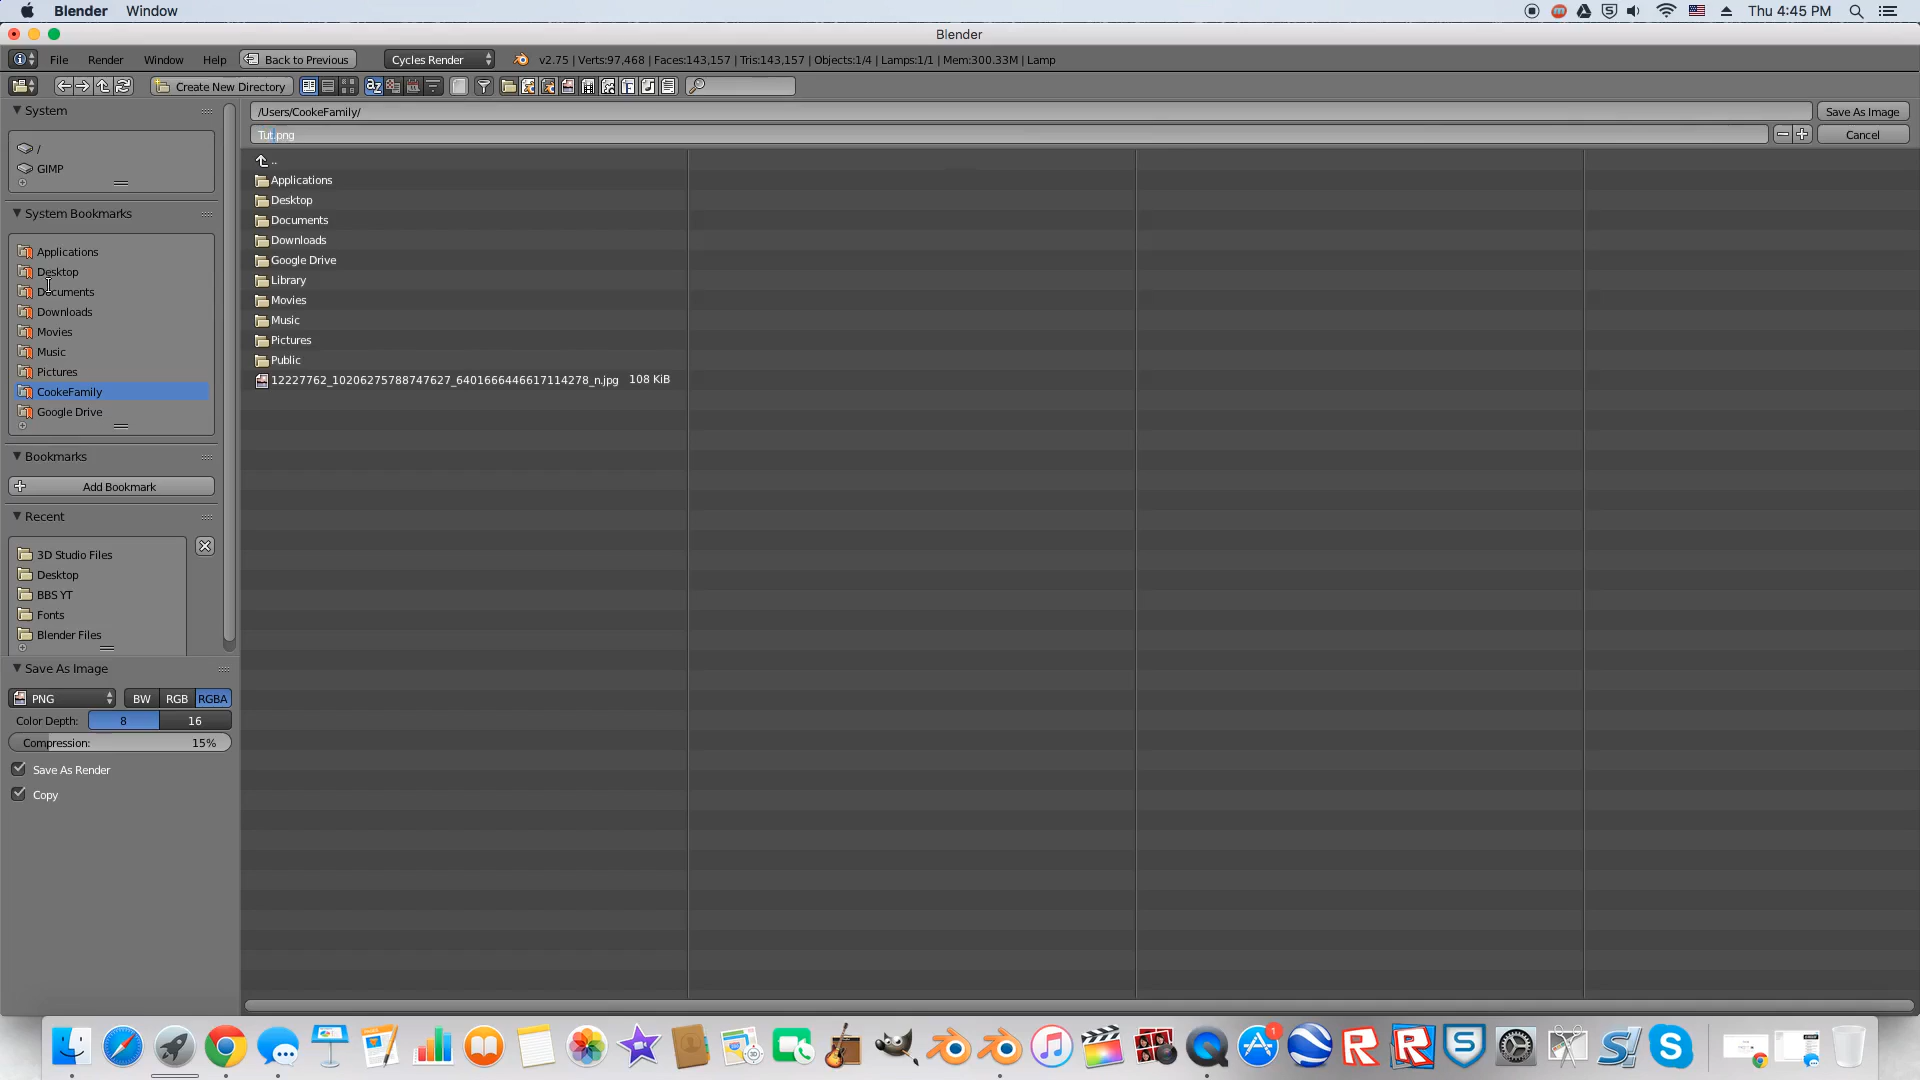 Blender Window Thu 4:45 PM
Blender
File Render Window Help Back to Previous Cycles Render v2.75 | Verts:97,468 | Faces:143,157 | Tris:143,157 | Objects:1/4 | Lamps:1/1 | Mem:300.33M | Lamp
Create New Directory
System
/
GIMP
System Bookmarks
Applications
Desktop
Documents
Downloads
Movies
Music
Pictures
CookeFamily
Google Drive
Bookmarks
Add Bookmark
Recent
3D Studio Files
Desktop
BBS YT
Fonts
Blender Files
Save As Image
PNG BW RGB RGBA
Color Depth: 8 16
Compression: 15%
Save As Render
Copy
/Users/CookeFamily/ Save As Image
Tut.png Cancel
..
Applications
Desktop
Documents
Downloads
Google Drive
Library
Movies
Music
Pictures
Public
12227762_10206275788747627_6401666446617114278_n.jpg 108 KiB